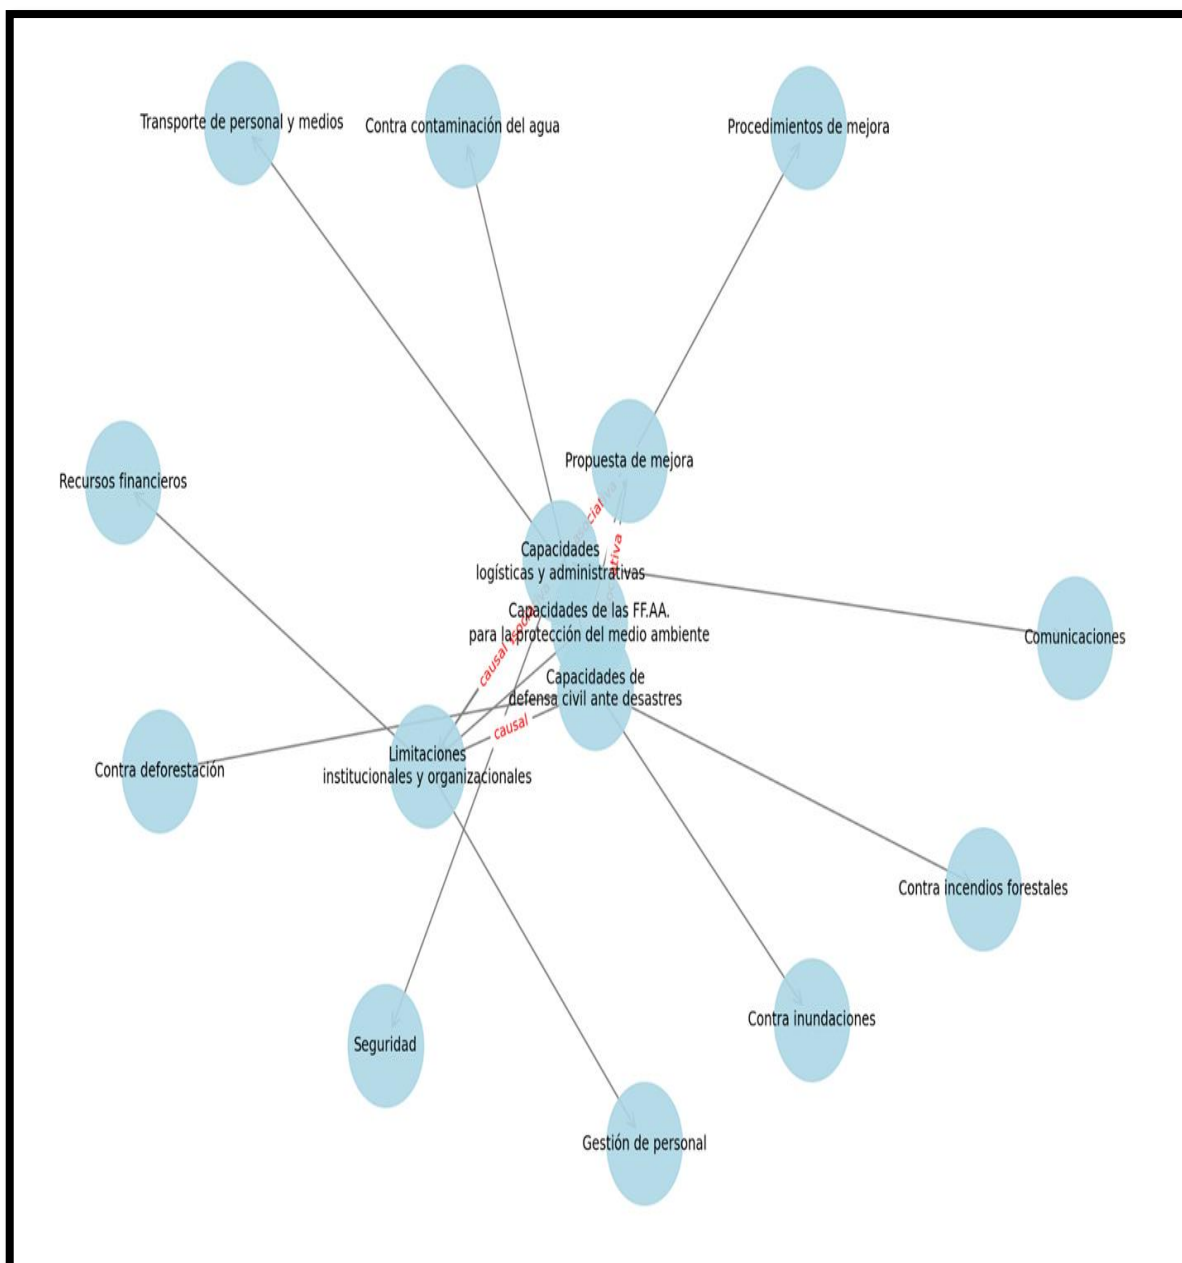 Transporte de personal y medios
Contra contaminación del agua
Procedimientos de mejora
Recursos financieros
Propuesta de mejora
Capacidades
logísticas y administrativas
Capacidades de las FF.AA.
para la protección del medio ambiente
Comunicaciones
causal
Capacidades de
defensa civil ante desastres
causal
Limitaciones
institucionales y organizacionales
Contra deforestación
Contra incendios forestales
Contra inundaciones
Seguridad
Gestión de personal